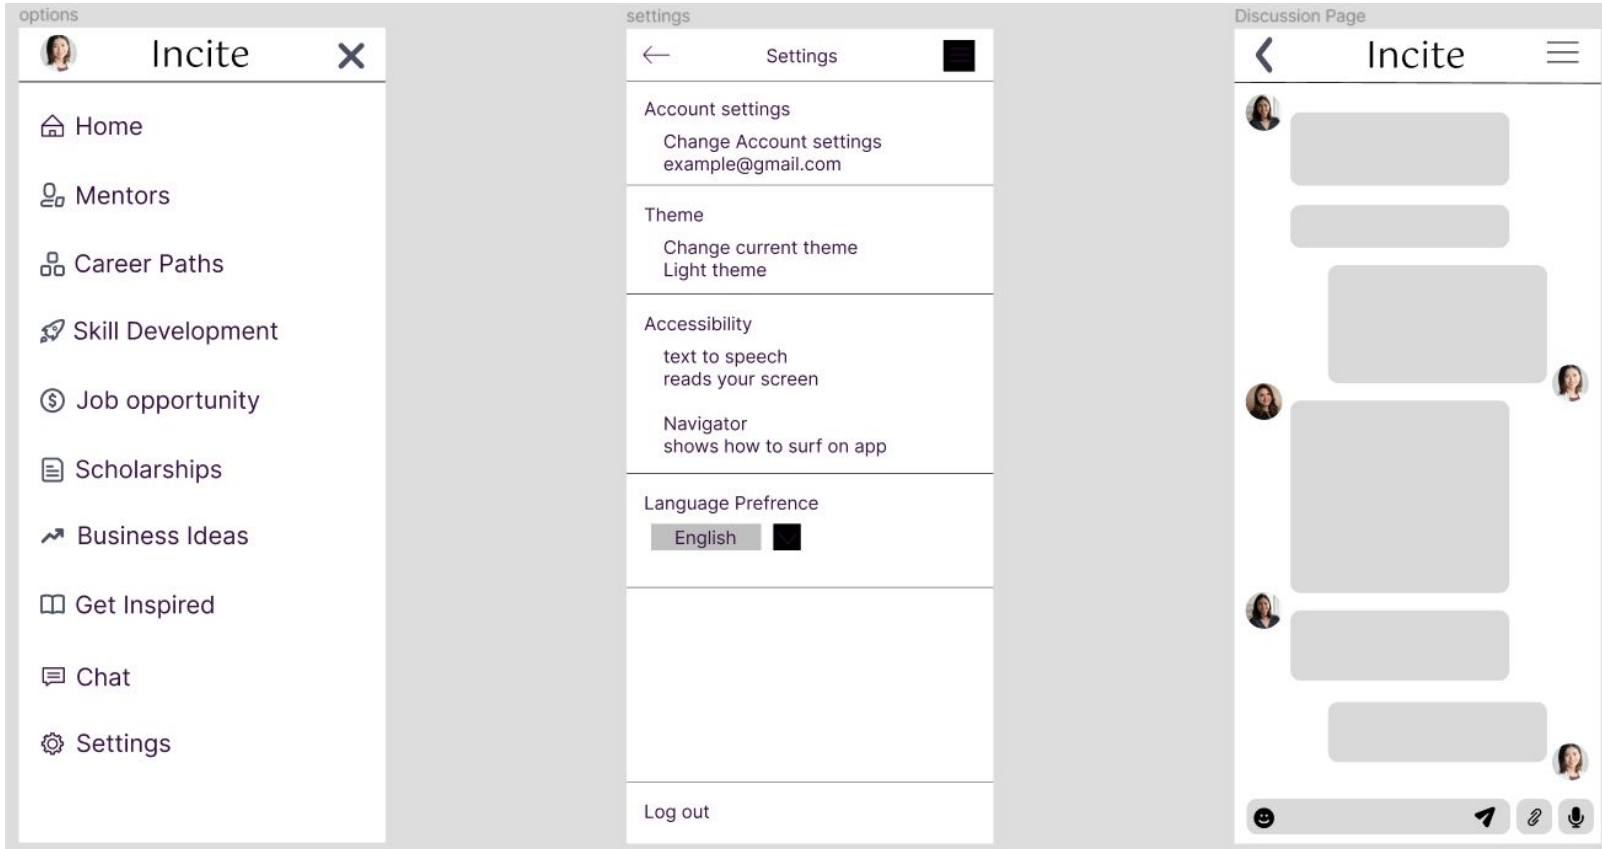 options
Incite
Home
Mentors
Career Paths
Skill Development
Job opportunity
Scholarships
Business Ideas
Get Inspired
Chat
Settings
settings
Settings
Account settings
Change Account settings
example@gmail.com
Theme
Change current theme
Light theme
Accessibility
text to speech
reads your screen
Navigator
shows how to surf on app
Language Prefrence
English
Log out
Discussion Page
Incite